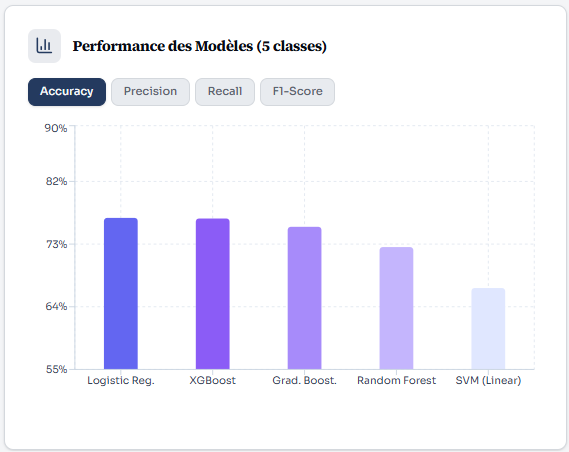 Performance des Modèles (5 classes)
Accuracy Precision Recall F1-Score
90%
82%
73%
64%
55%
Logistic Reg. XGBoost Grad. Boost. Random Forest SVM (Linear)